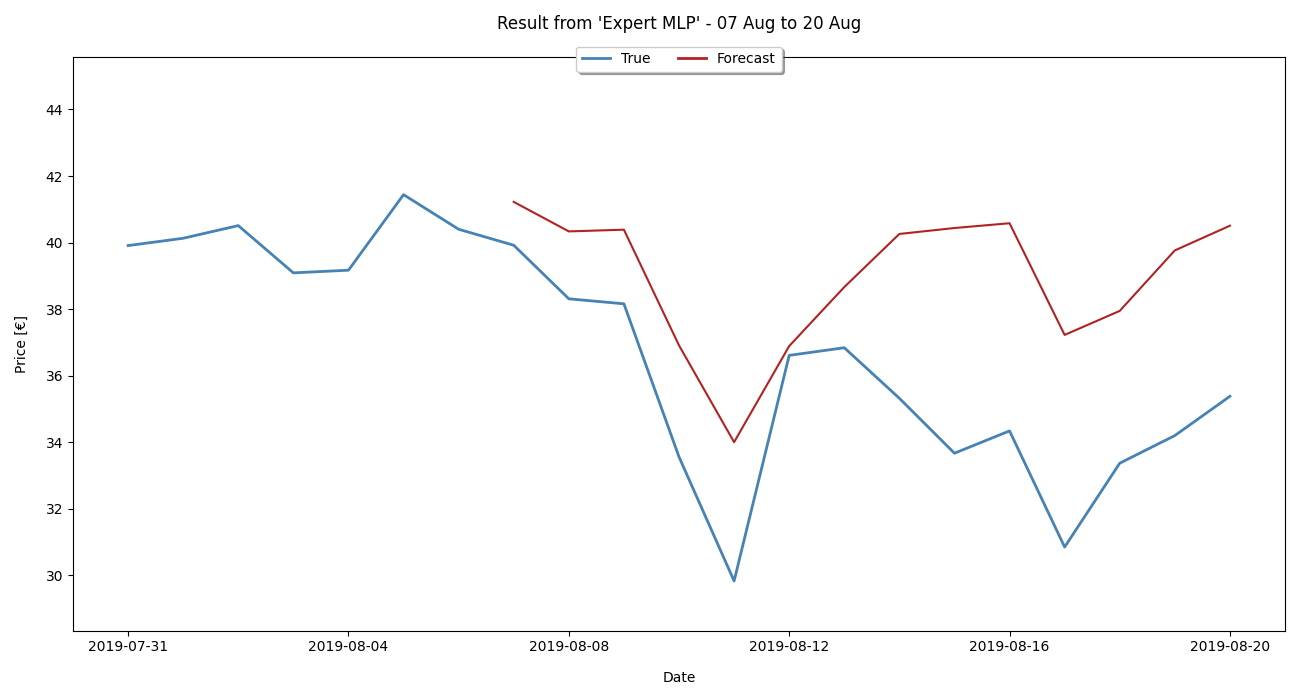 Result from 'Expert MLP' - 07 Aug to 20 Aug
True
Forecast
44
42
40
38
36
34
32
30
Price [€]
2019-07-31
2019-08-04
2019-08-08
2019-08-12
2019-08-16
2019-08-20
Date